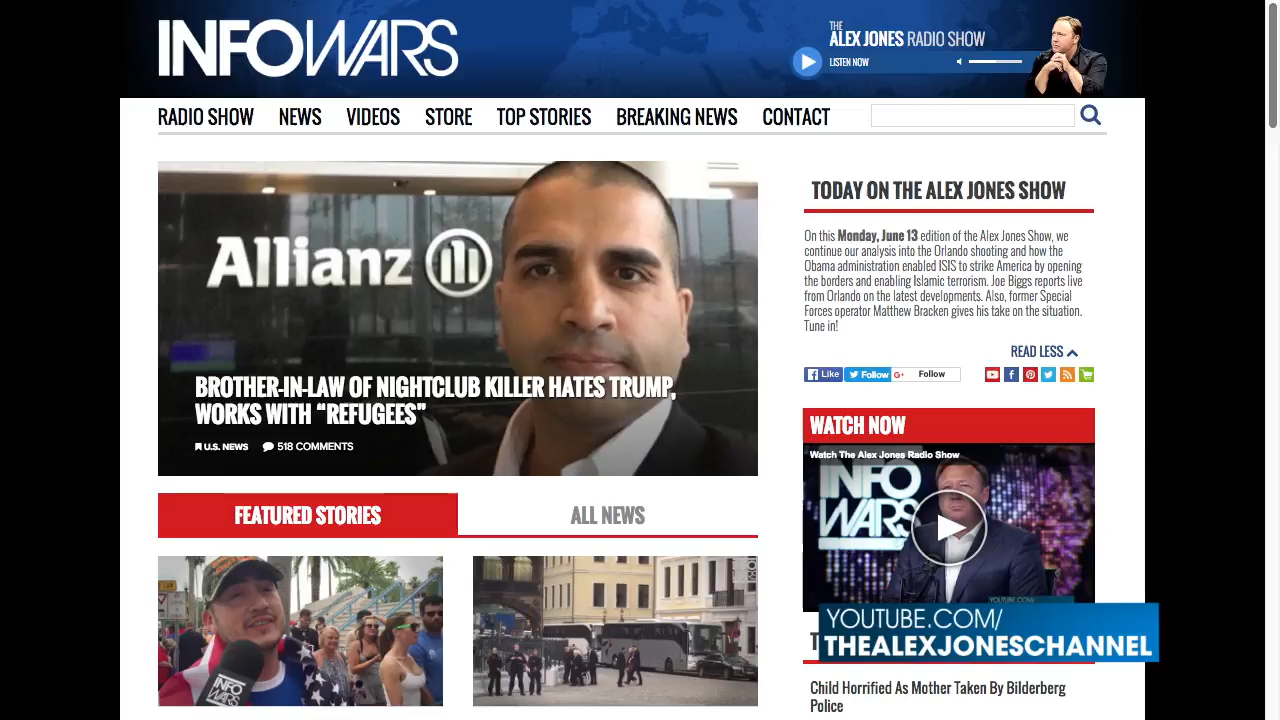 INFOWARS
THE
ALEX JONES RADIO SHOW
LISTEN NOW
RADIO SHOW NEWS VIDEOS STORE TOP STORIES BREAKING NEWS CONTACT
Allianz
BROTHER-IN-LAW OF NIGHTCLUB KILLER HATES TRUMP,
WORKS WITH “REFUGEES”
U.S. NEWS 518 COMMENTS
FEATURED STORIES ALL NEWS
INFO
WARS
TODAY ON THE ALEX JONES SHOW
On this Monday, June 13 edition of the Alex Jones Show, we
continue our analysis into the Orlando shooting and how the
Obama administration enabled ISIS to strike America by opening
the borders and enabling Islamic terrorism. Joe Biggs reports live
from Orlando on the latest developments. Also, former Special
Forces operator Matthew Bracken gives his take on the situation.
Tune in!
READ LESS
Like Follow Follow
WATCH NOW
Watch The Alex Jones Radio Show
INFO
WARS
YOUTUBE.COM/
THEALEXJONESCHANNEL
Child Horrified As Mother Taken By Bilderberg
Police